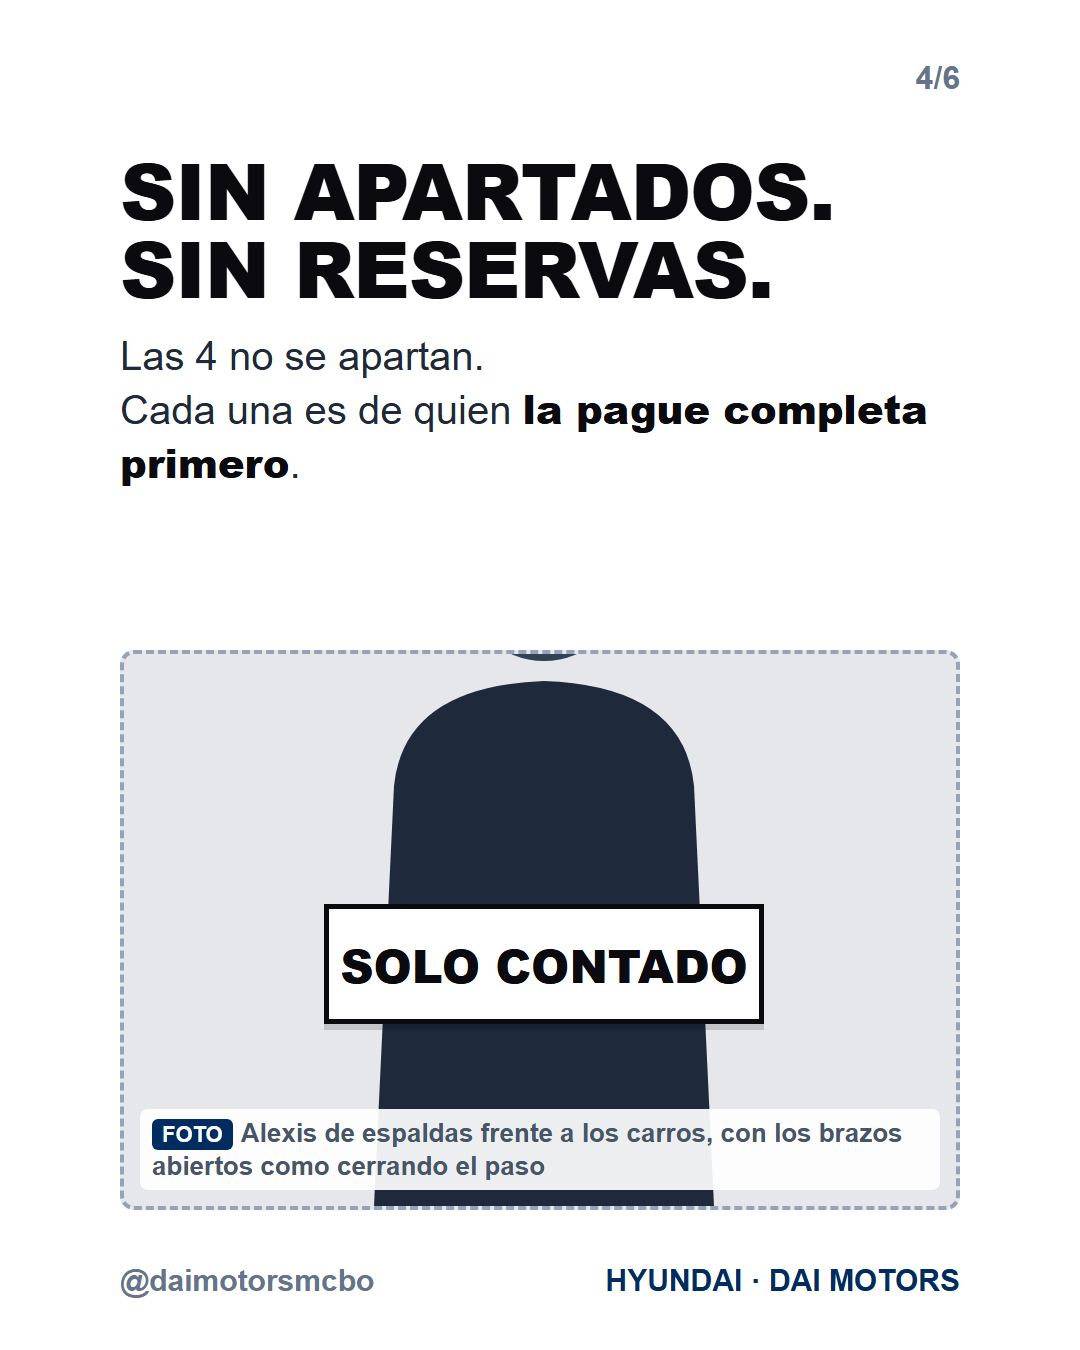 4/6
SIN APARTADOS.
SIN RESERVAS.
Las 4 no se apartan.
Cada una es de quien la pague completa
primero.
SOLO CONTADO
FOTO Alexis de espaldas frente a los carros, con los brazos
abiertos como cerrando el paso
@daimotorsmcbo
HYUNDAI · DAI MOTORS